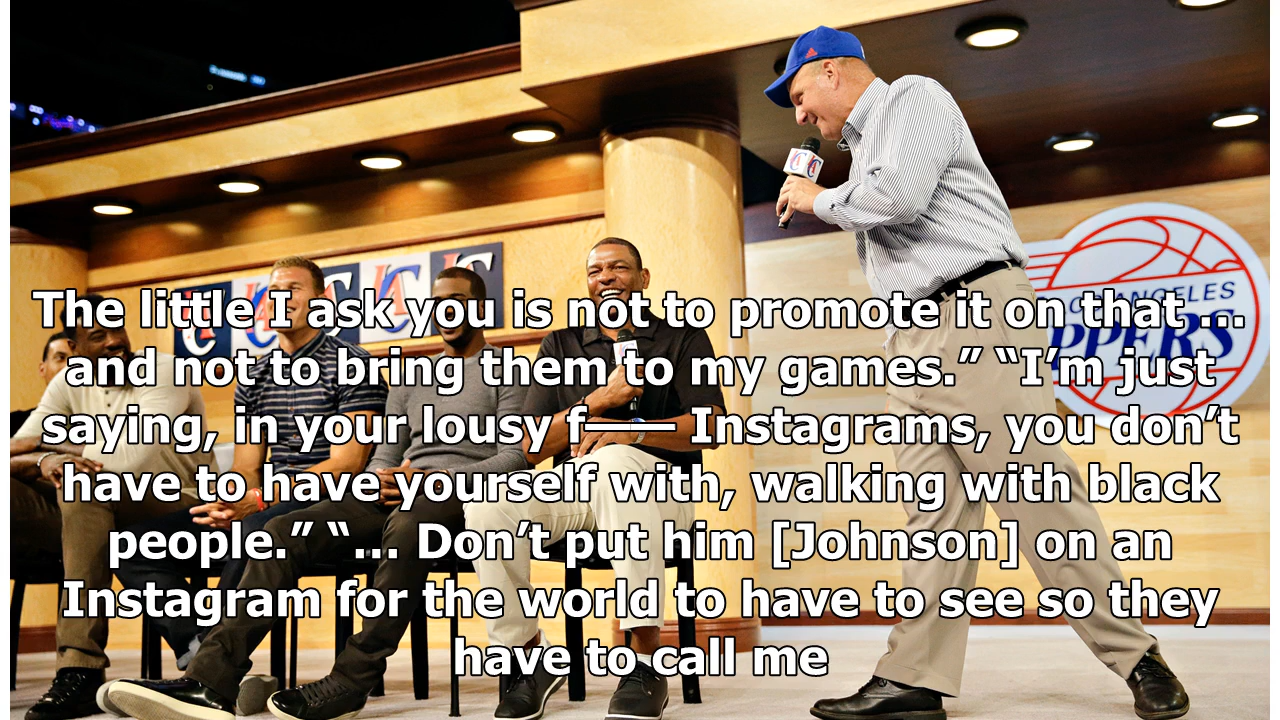 The little I ask you is not to promote it on that ...
and not to bring them to my games.” “I’m just
saying, in your lousy f—— Instagrams, you don’t
have to have yourself with, walking with black
people.” “... Don’t put him [Johnson] on an
Instagram for the world to have to see so they
have to call me